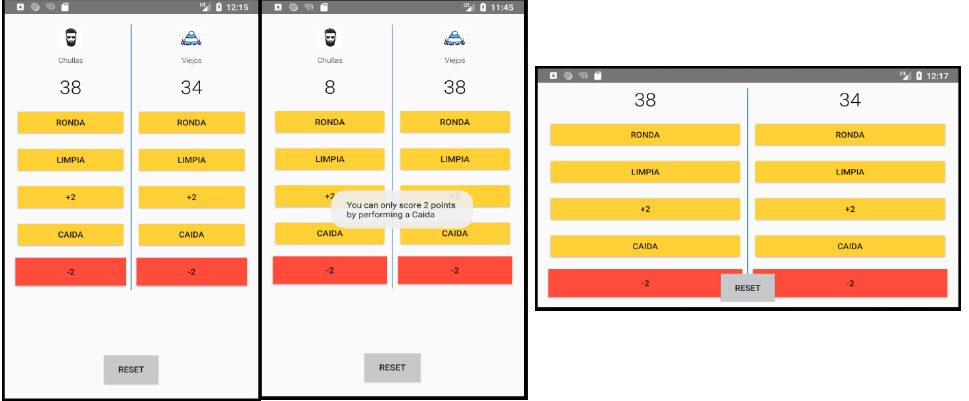 12:15
Chullas Viejos
38 34
RONDA RONDA
LIMPIA LIMPIA
+2 +2
CAIDA CAIDA
-2 -2
RESET
11:45
Chullas Viejos
8 38
RONDA RONDA
LIMPIA LIMPIA
+2
You can only score 2 points
by performing a Caida
CAIDA CAIDA
-2 -2
RESET
12:17
38 34
RONDA RONDA
LIMPIA LIMPIA
+2 +2
CAIDA CAIDA
-2 -2
RESET